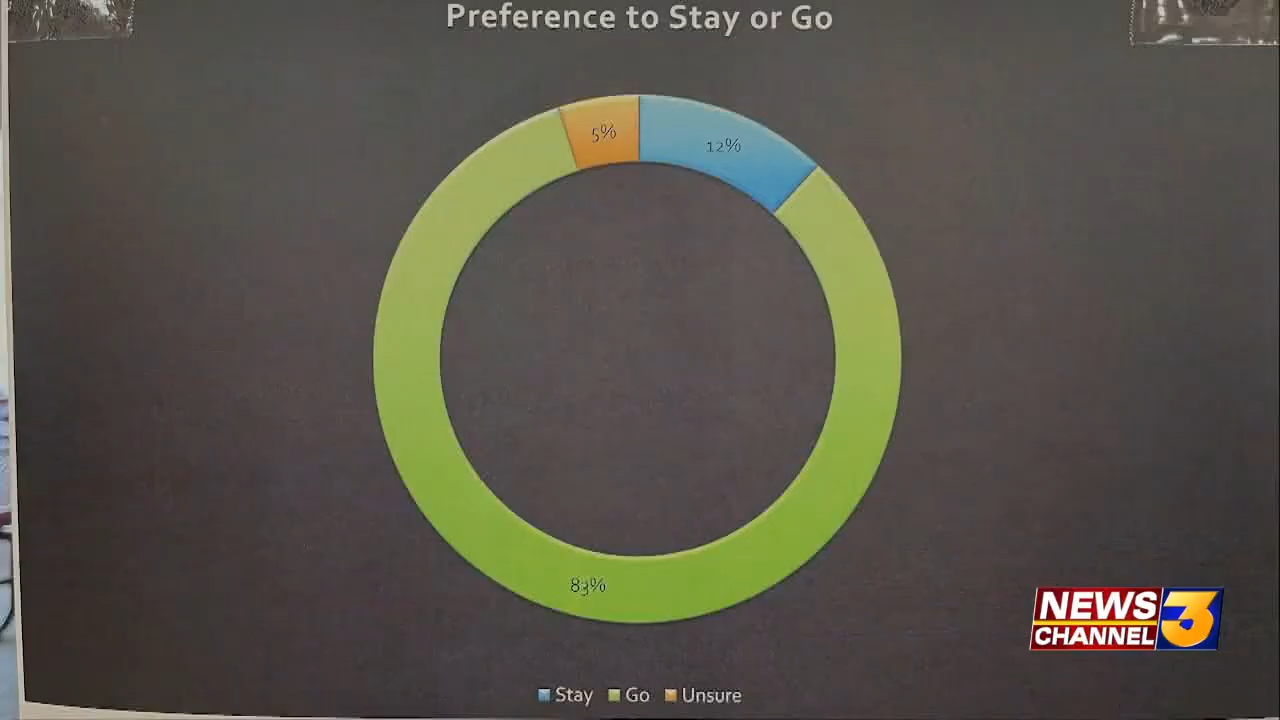 Preference to Stay or Go
5%
12%
83%
Stay Go Unsure
NEWS
CHANNEL
3